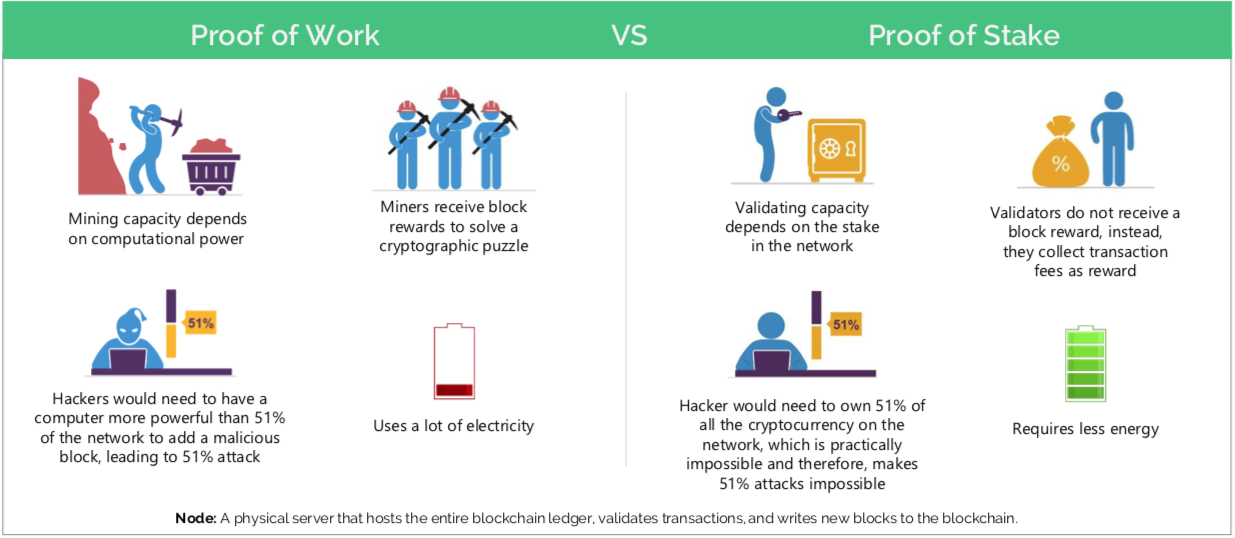 Proof of Work
VS
Proof of Stake
Mining capacity depends
on computational power
Miners receive block
rewards to solve a
cryptographic puzzle
Validating capacity
depends on the stake
in the network
%
Validators do not receive a
block reward, instead,
they collect transaction
fees as reward
51%
Hackers would need to have a
computer more powerful than 51%
of the network to add a malicious
block, leading to 51% attack
Uses a lot of electricity
51%
Hacker would need to own 51% of
all the cryptocurrency on the
network, which is practically
impossible and therefore, makes
51% attacks impossible
Requires less energy
Node: A physical server that hosts the entire blockchain ledger, validates transactions, and writes new blocks to the blockchain.